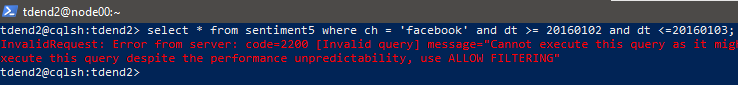 tdend2@node00:~
tdend2@cqlsh:tdend2> select * from sentiment5 where ch = 'facebook' and dt >= 20160102 and dt <=20160103;
InvalidRequest: Error from server: code=2200 [Invalid query] message="Cannot execute this query as it mig
ecute this query despite the performance unpredictability, use ALLOW FILTERING"
tdend2@cqlsh:tdend2>